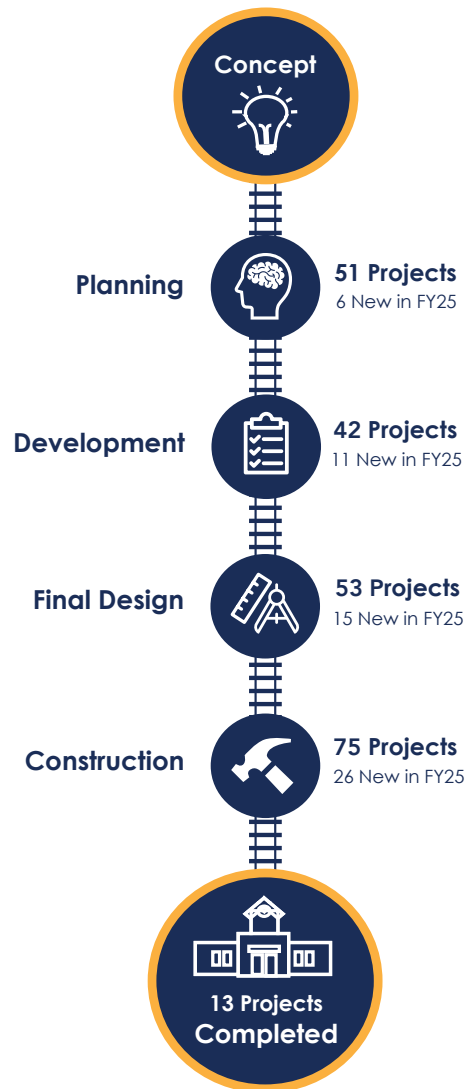 Concept
Planning
51 Projects
6 New in FY25
Development
42 Projects
11 New in FY25
Final Design
53 Projects
15 New in FY25
Construction
75 Projects
26 New in FY25
13 Projects
Completed